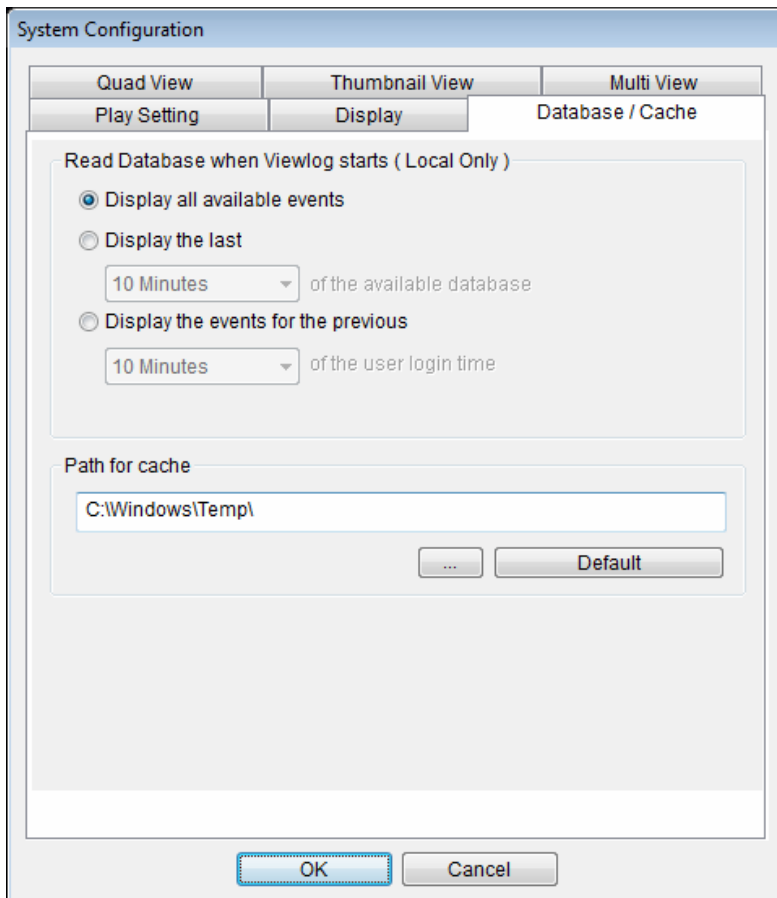 System Configuration
Quad View Thumbnail View Multi View
Play Setting Display Database / Cache
Read Database when Viewlog starts ( Local Only )
Display all available events
Display the last
10 Minutes of the available database
Display the events for the previous
10 Minutes of the user login time
Path for cache
C:\Windows\Temp\
... Default
OK Cancel